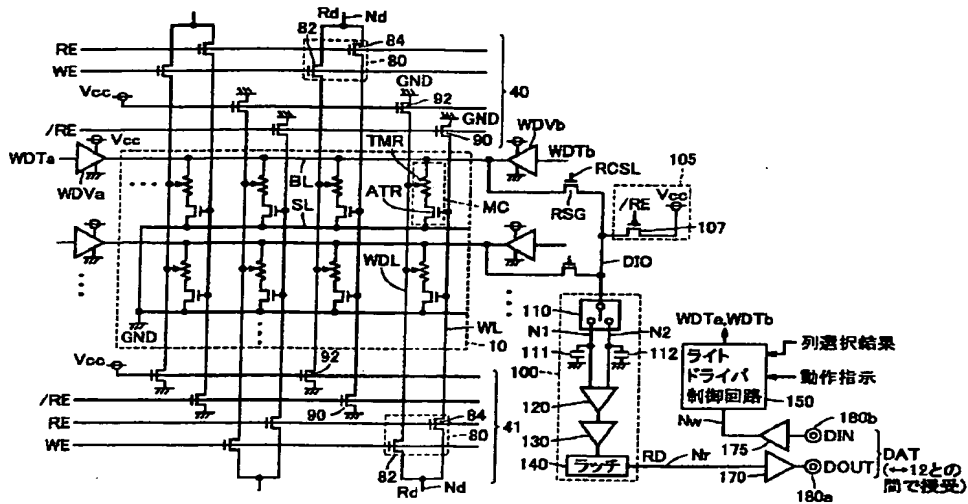 Rd Nd
82
84
RE
80
WE
GND
40
Vcc
92
GND
/RE
90
WDVb
WDTa
Vcc
TMR
WDTb
RCSL
105
WDVa
BL
ATR
MC
RSG
/RE
Vcc
SL
107
WDL
DIO
110
N1
N2
WDTa,WDTb
WL
GND
10
111
112
ライト
ドライバ
制御回路
列選択結果
動作指示
Vcc
92
100
150
120
180b
/RE
90
84
41
Nw
DIN
RE
80
130
175
WE
140
ラッチ
RD
Nr
DOUT
DAT
(↔12との
間で授受)
82
Rd
Nd
170
180a